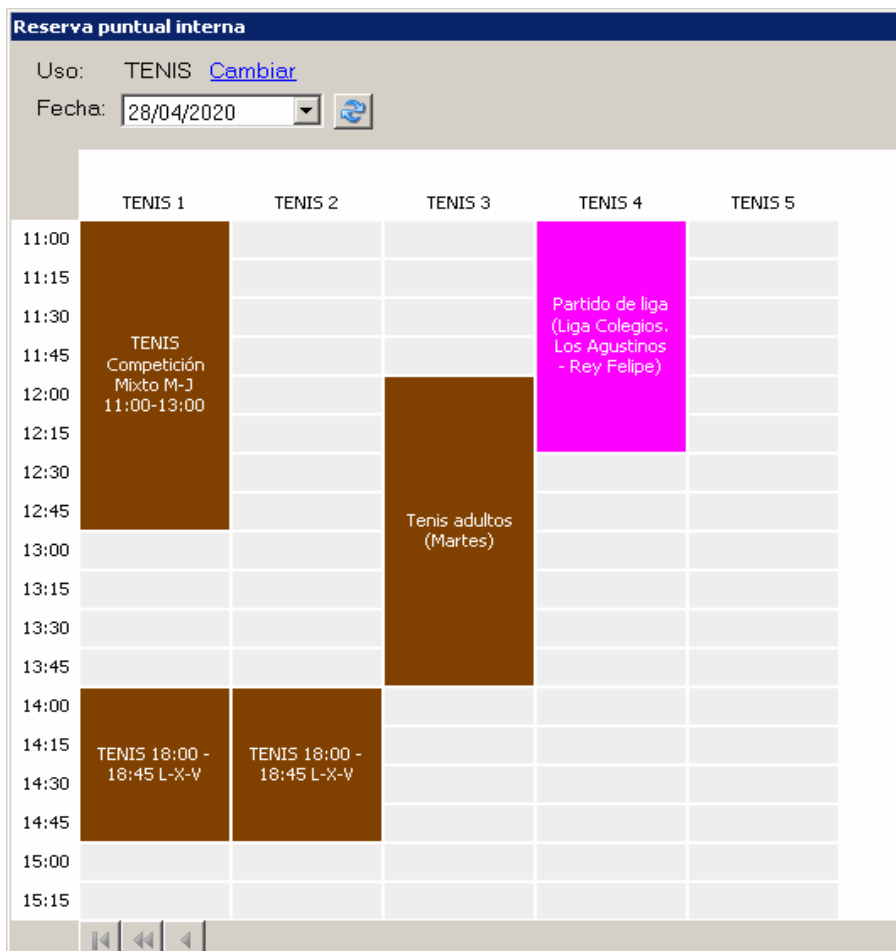 Reserva puntual interna
Uso: TENIS Cambiar
Fecha: 28/04/2020
TENIS 1 TENIS 2 TENIS 3 TENIS 4 TENIS 5
11:00
11:15
11:30
11:45
12:00
12:15
12:30
12:45
13:00
13:15
13:30
13:45
14:00
14:15
14:30
14:45
15:00
15:15
TENIS
Competición
Mixto M-J
11:00-13:00
TENIS 18:00 -
18:45 L-X-V
TENIS 18:00 -
18:45 L-X-V
Tenis adultos
(Martes)
Partido de liga
(Liga Colegios.
Los Agustinos
- Rey Felipe)